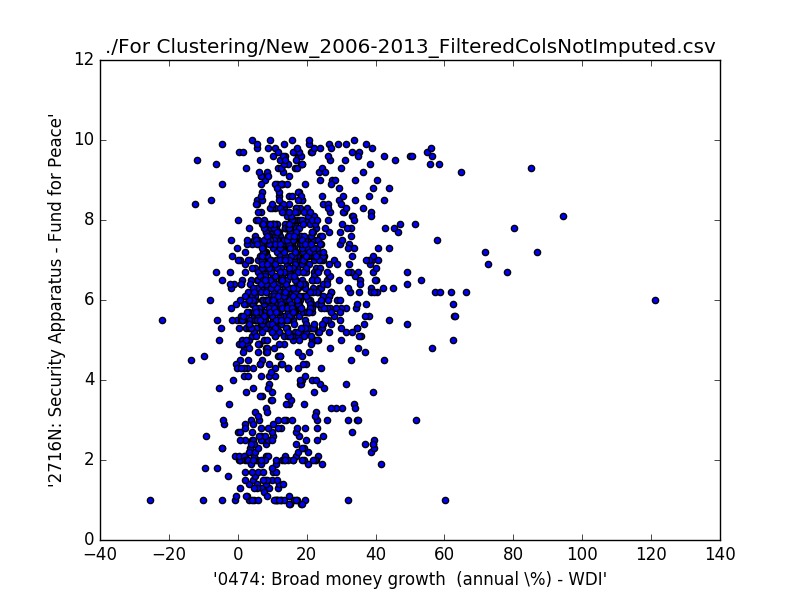 ./For Clustering/New_2006-2013_FilteredColsNotImputed.csv
12
10
8
6
4
2
0
'2716N: Security Apparatus - Fund for Peace'
−40 −20 0 20 40 60 80 100 120 140
'0474: Broad money growth  (annual \%) - WDI'